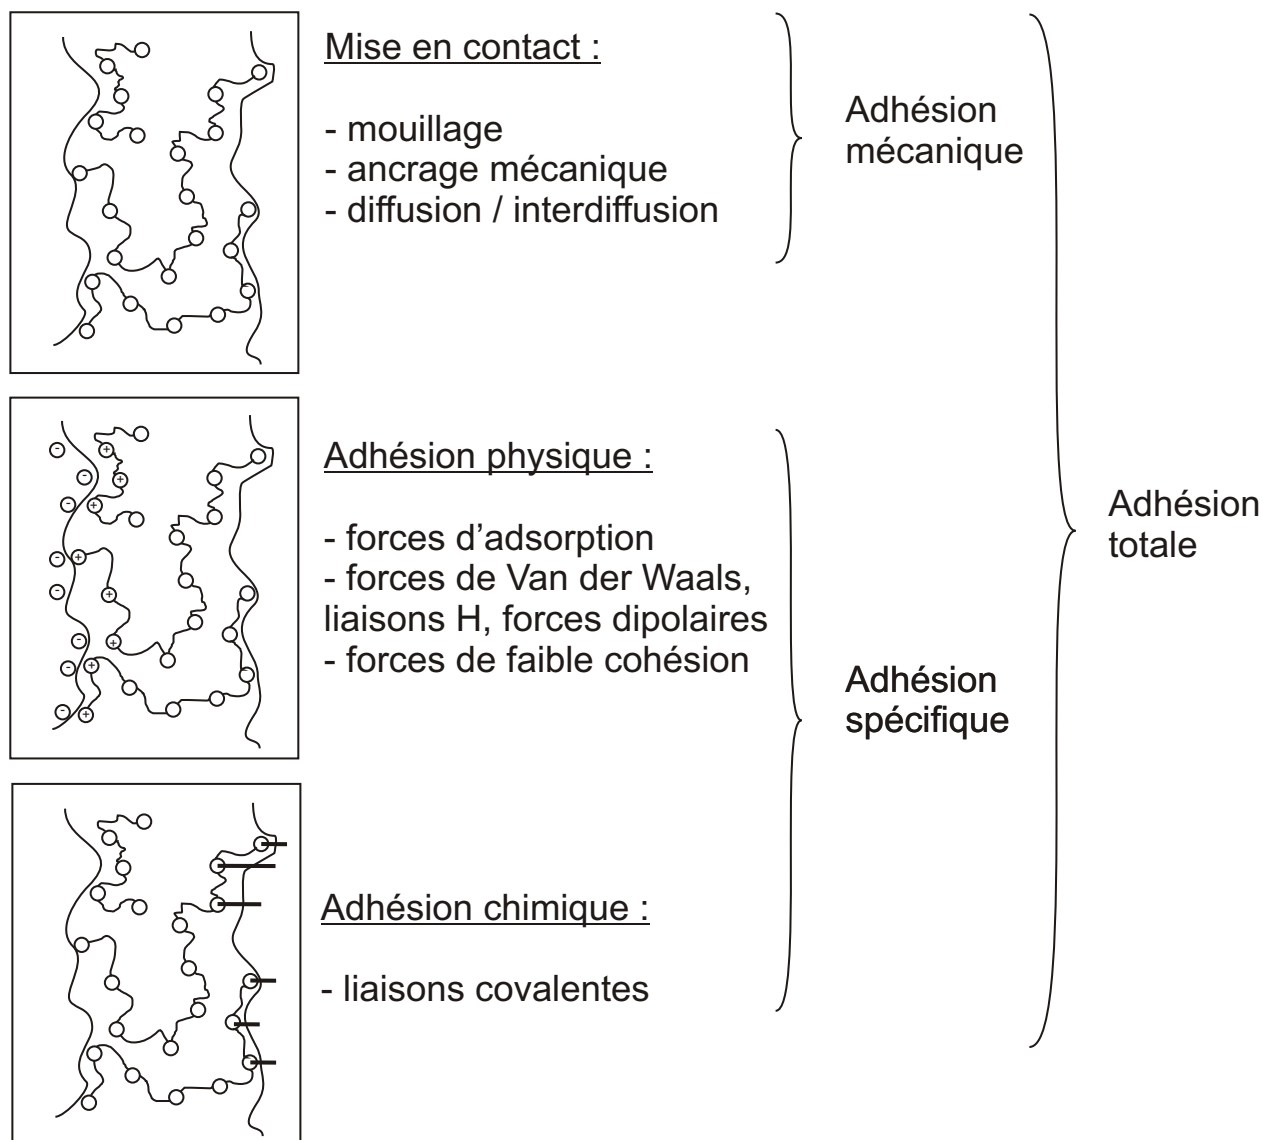 Mise en contact :
- mouillage
- ancrage mécanique
- diffusion / interdiffusion
Adhésion
mécanique
Adhésion physique :
- forces d’adsorption
- forces de Van der Waals,
liaisons H, forces dipolaires
- forces de faible cohésion
Adhésion chimique :
- liaisons covalentes
Adhésion
spécifique
Adhésion
totale